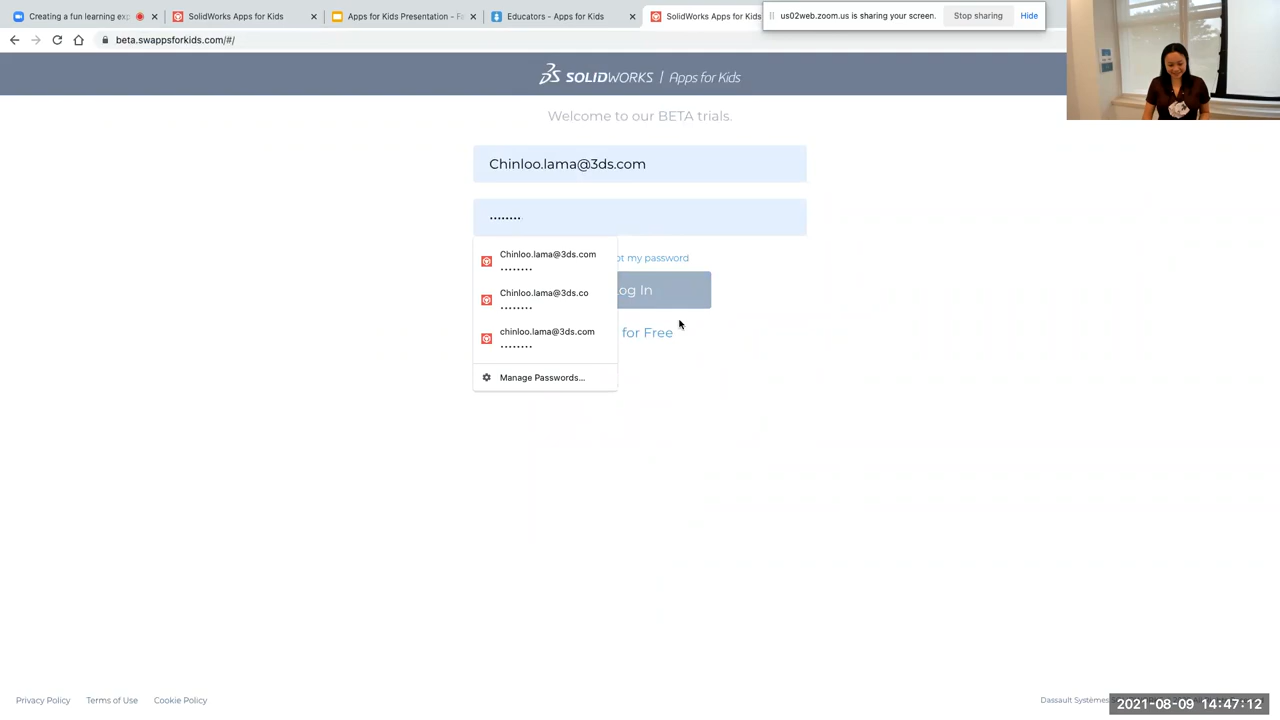 Creating a fun learning exp
SolidWorks Apps for Kids
Apps for Kids Presentation - Fa
Educators - Apps for Kids
SolidWorks Apps for Kids
us02web.zoom.us is sharing your screen.
Stop sharing
Hide
beta.swappsforkids.com/#/
SOLIDWORKS | Apps for Kids
Welcome to our BETA trials.
Chinloo.lama@3ds.com
••••••••
Chinloo.lama@3ds.com
••••••••
ot my password
Log In
Chinloo.lama@3ds.co
••••••••
chinloo.lama@3ds.com
••••••••
for Free
Manage Passwords...
Privacy Policy
Terms of Use
Cookie Policy
Dassault Systèmes
2021-08-09 14:47:12